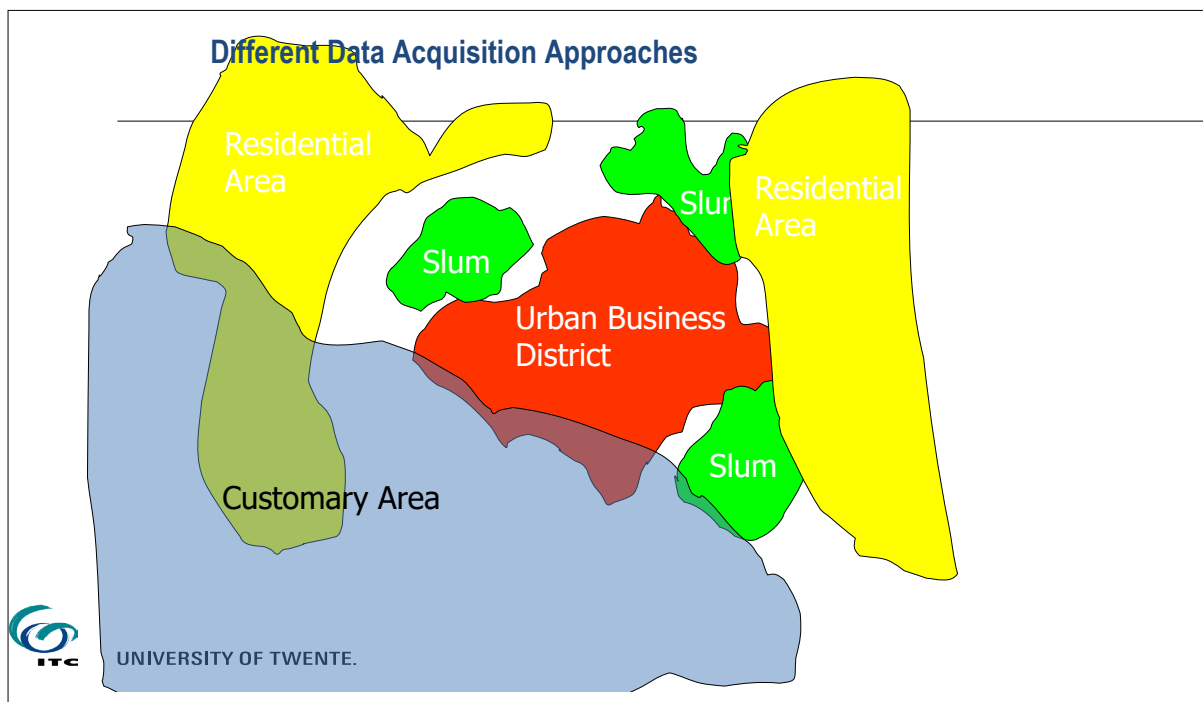 Different Data Acquisition Approaches
Residential
Area
Slum
Residential
Area
Slum
Urban Business
District
Slum
Customary Area
ITC
UNIVERSITY OF TWENTE.